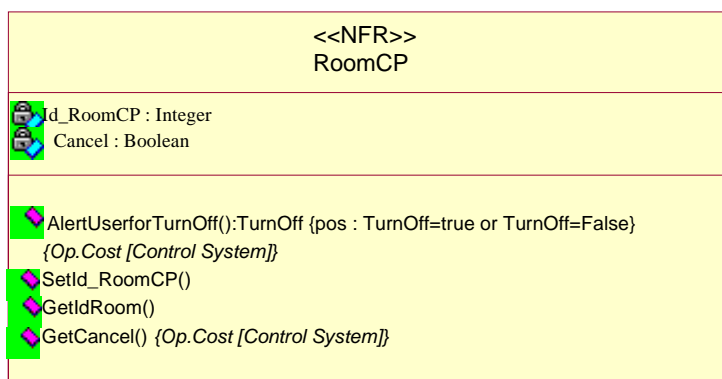 <<NFR>>
RoomCP
Id_RoomCP : Integer
Cancel : Boolean
AlertUserforTurnOff():TurnOff {pos : TurnOff=true or TurnOff=False}
{Op.Cost [Control System]}
SetId_RoomCP()
GetIdRoom()
GetCancel() {Op.Cost [Control System]}